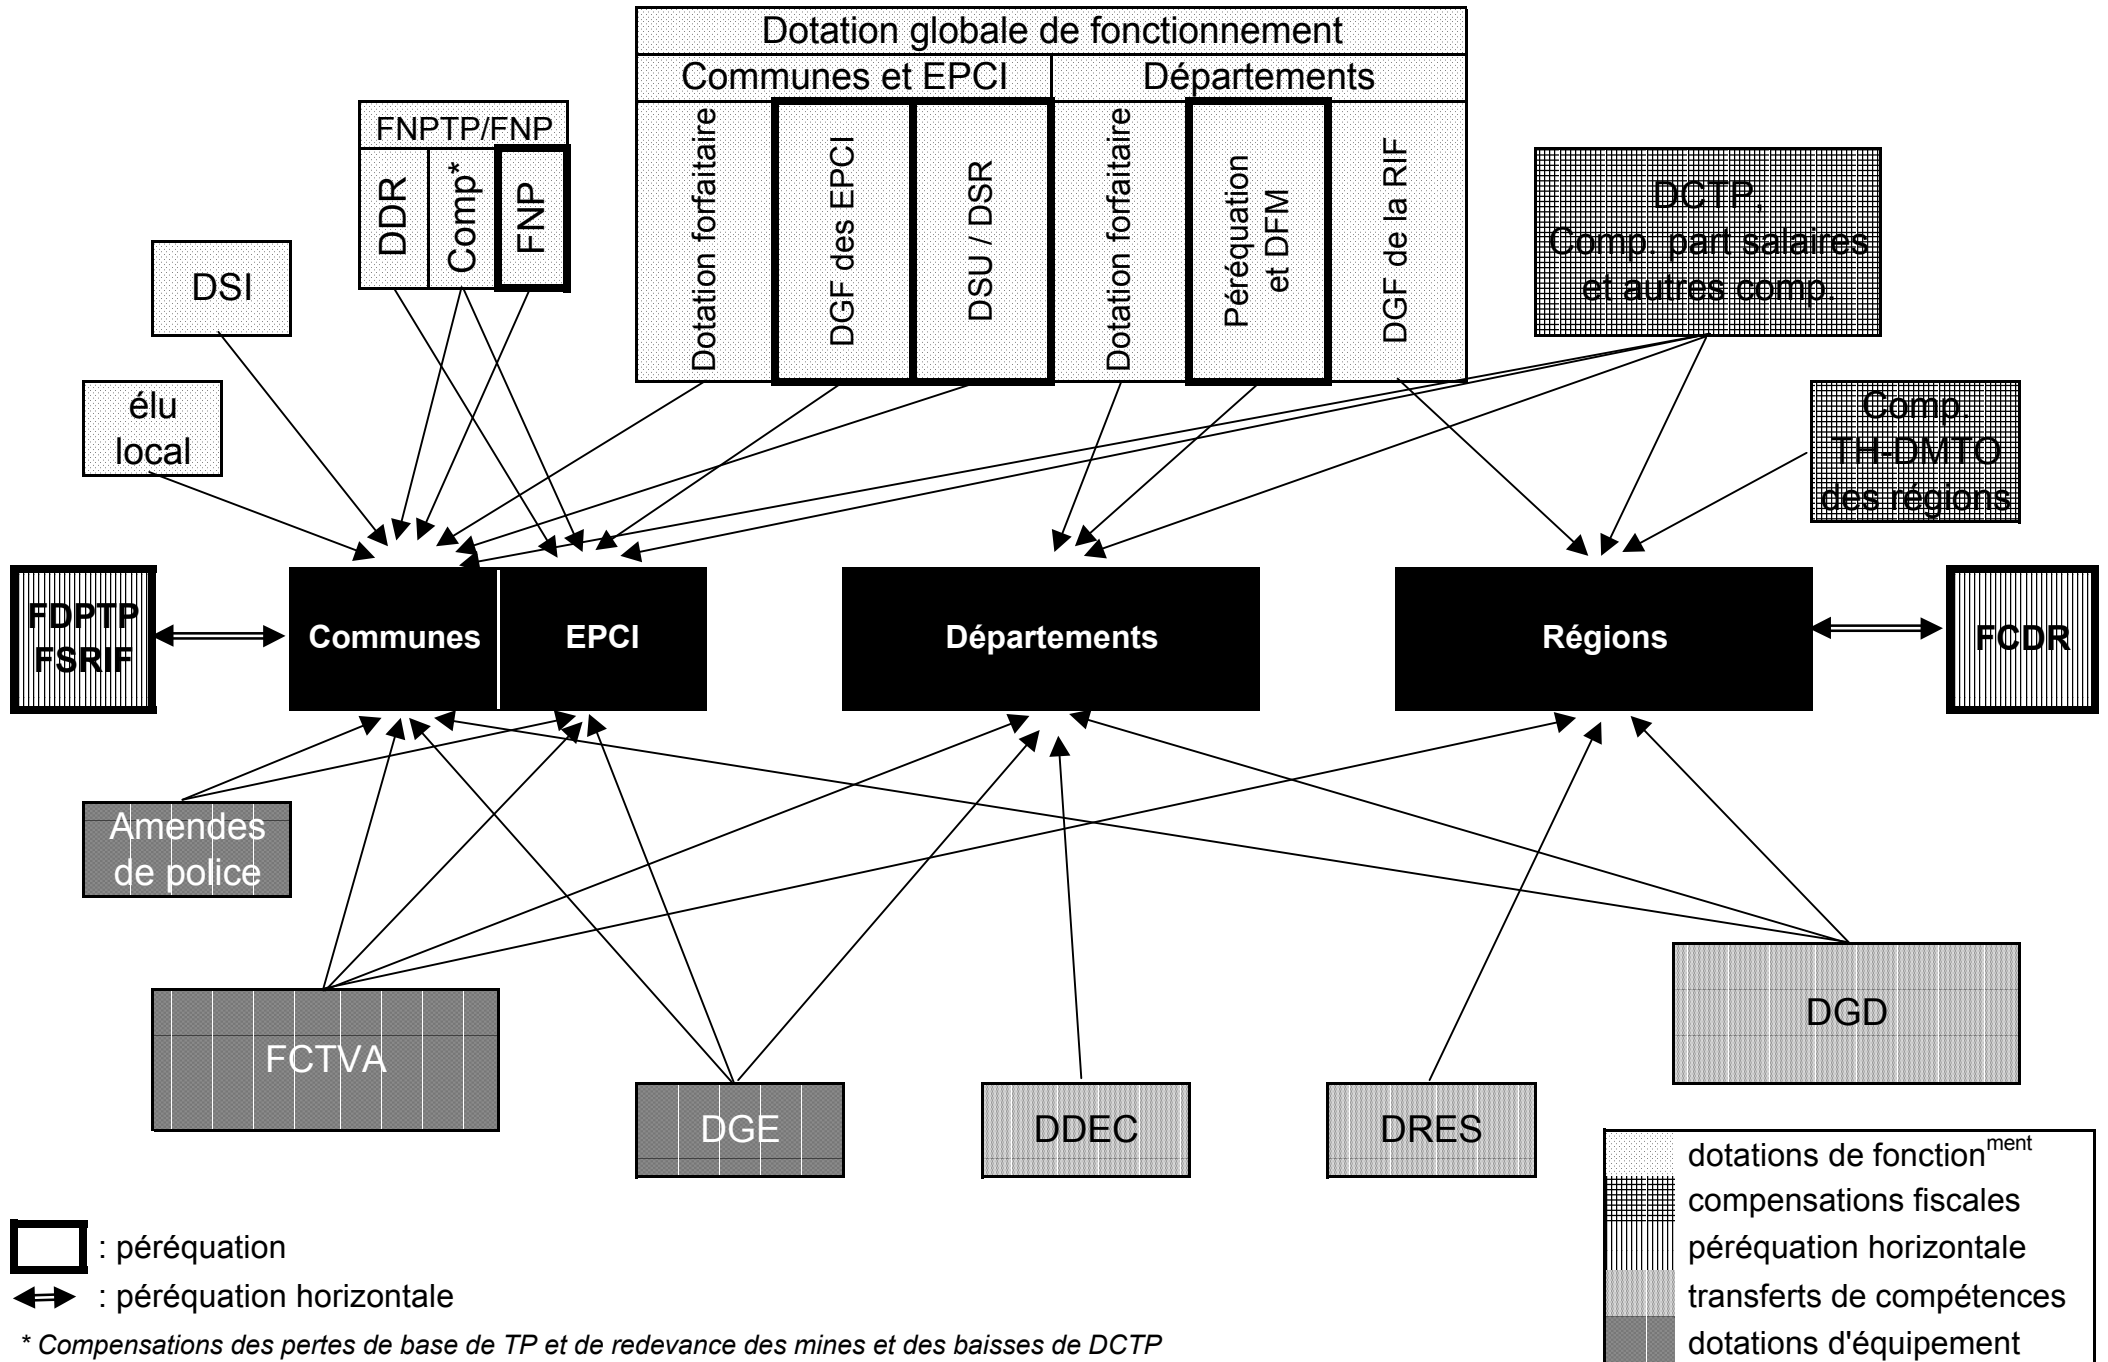 Dotation globale de fonctionnement
Communes et EPCI
Départements
FNPTP/FNP
DDR
Comp*
FNP
Dotation forfaitaire
DGF des EPCI
DSU / DSR
Dotation forfaitaire
Péréquation
et DFM
DGF de la RIF
DCTP,
Comp. part salaires
et autres comp.
DSI
élu
local
Comp.
TH-DMTO
des régions
FDPTP
FSRIF
Communes
EPCI
Départements
Régions
FCDR
Amendes
de police
FCTVA
DGE
DDEC
DRES
DGD
: péréquation
: péréquation horizontale
* Compensations des pertes de base de TP et de redevance des mines et des baisses de DCTP
dotations de fonctionment
compensations fiscales
péréquation horizontale
transferts de compétences
dotations d'équipement